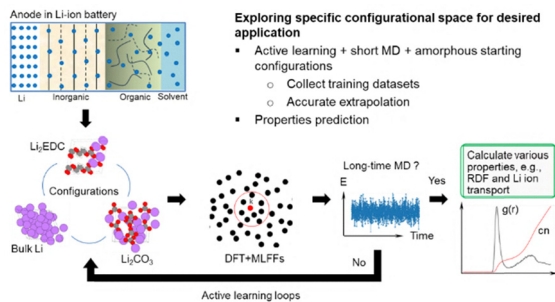 Anode in Li-ion battery
Li
Inorganic
Organic
Solvent
Exploring specific configurational space for desired
application
Active learning + short MD + amorphous starting
configurations
Collect training datasets
Accurate extrapolation
Properties prediction
Li₂EDC
Configurations
Bulk Li
Li₂CO₃
DFT+MLFFs
Long-time MD ?
E
Time
Yes
No
Calculate various
properties, e.g.,
RDF and Li ion
transport
g(r)
cn
Active learning loops